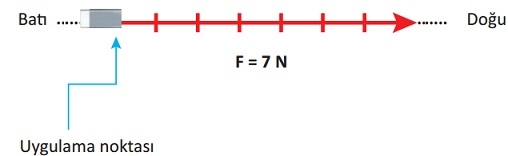 Batı ...... ....... Doğu
F = 7 N
Uygulama noktası